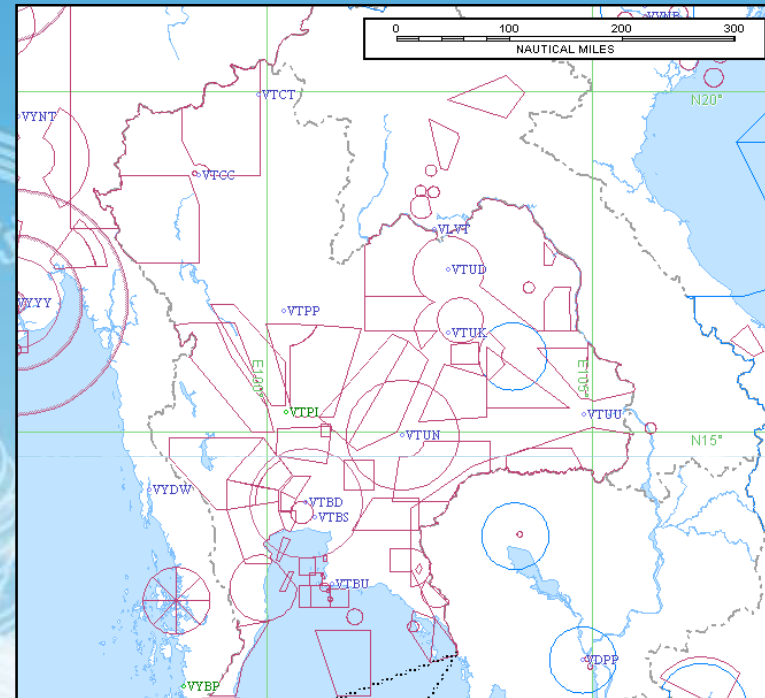 0 100 200 300
NAUTICAL MILES
N20°
VTCT
VYNT
VTCC
VLVT
VTUD
VYYY
VTPP
VTUK
E100°
E105°
VTPI
VTUU
VTUN
N15°
VYDW
VTBD
VTBS
VTBU
VDPP
VYBP